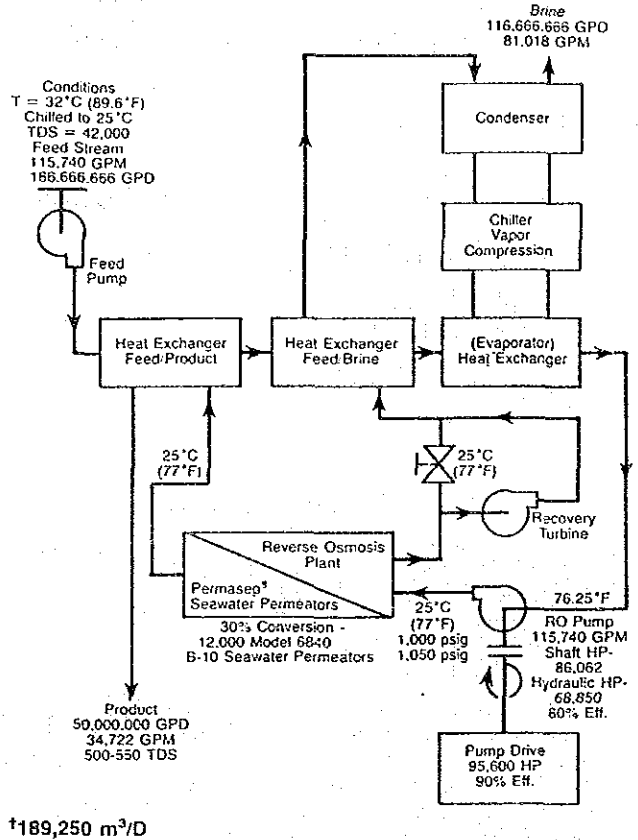 Brine
116,666,666 GPD
81,018 GPM
Conditions
T = 32°C (89.6°F)
Chilled to 25°C
TDS = 42,000
Feed Stream
115,740 GPM
166,666,666 GPD
Feed
Pump
Condenser
Chiller
Vapor
Compression
Heat Exchanger
Feed/Product
Heat Exchanger
Feed/Brine
(Evaporator)
Heat Exchanger
25°C
(77°F)
25°C
(77°F)
Recovery
Turbine
Reverse Osmosis
Plant
Permasep®
Seawater Permeators
30% Conversion -
12,000 Model 6840
B-10 Seawater Permeators
25°C
(77°F)
1,000 psig
1,050 psig
76.25°F
RO Pump
115,740 GPM
Shaft HP-
86,062
Hydraulic HP-
68,850
80% Eff.
Product
50,000,000 GPD
34,722 GPM
500-550 TDS
Pump Drive
95,600 HP
90% Eff.
†189,250 m³/D